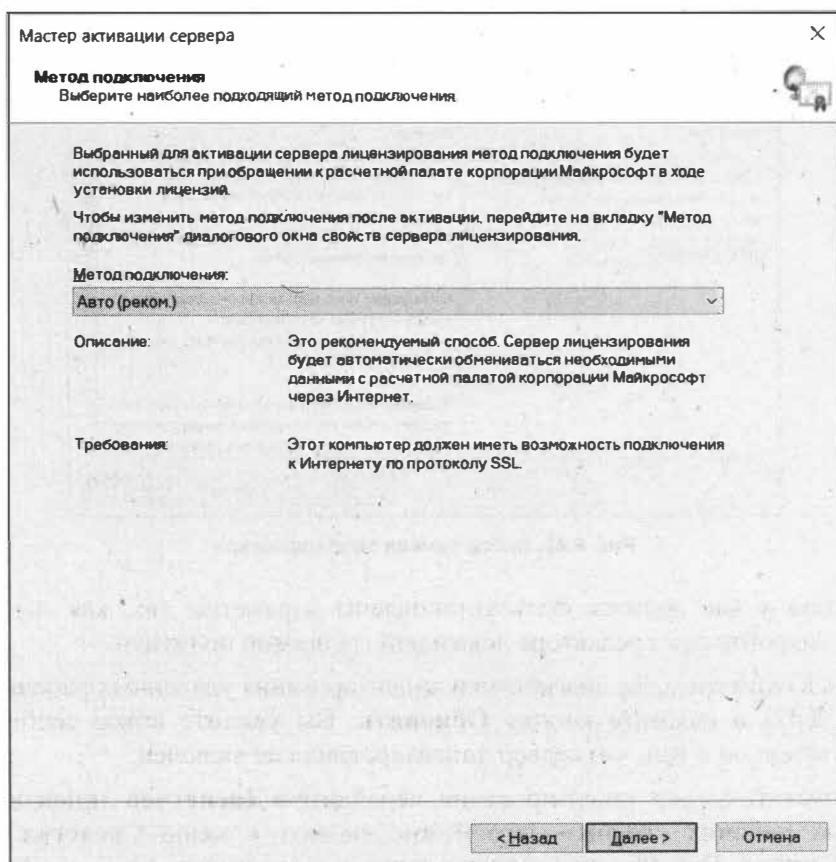 Мастер активации сервера
Метод подключения
Выберите наиболее подходящий метод подключения.
Выбранный для активации сервера лицензирования метод подключения будет
использоваться при обращении к расчетной палате корпорации Майкрософт в ходе
установки лицензий.
Чтобы изменить метод подключения после активации, перейдите на вкладку "Метод
подключения" диалогового окна свойств сервера лицензирования.
Метод подключения:
Авто (реком.)
Описание:
Это рекомендуемый способ. Сервер лицензирования
будет автоматически обмениваться необходимыми
данными с расчетной палатой корпорации Майкрософт
через Интернет.
Требования:
Этот компьютер должен иметь возможность подключения
к Интернету по протоколу SSL.
< Назад
Далее >
Отмена